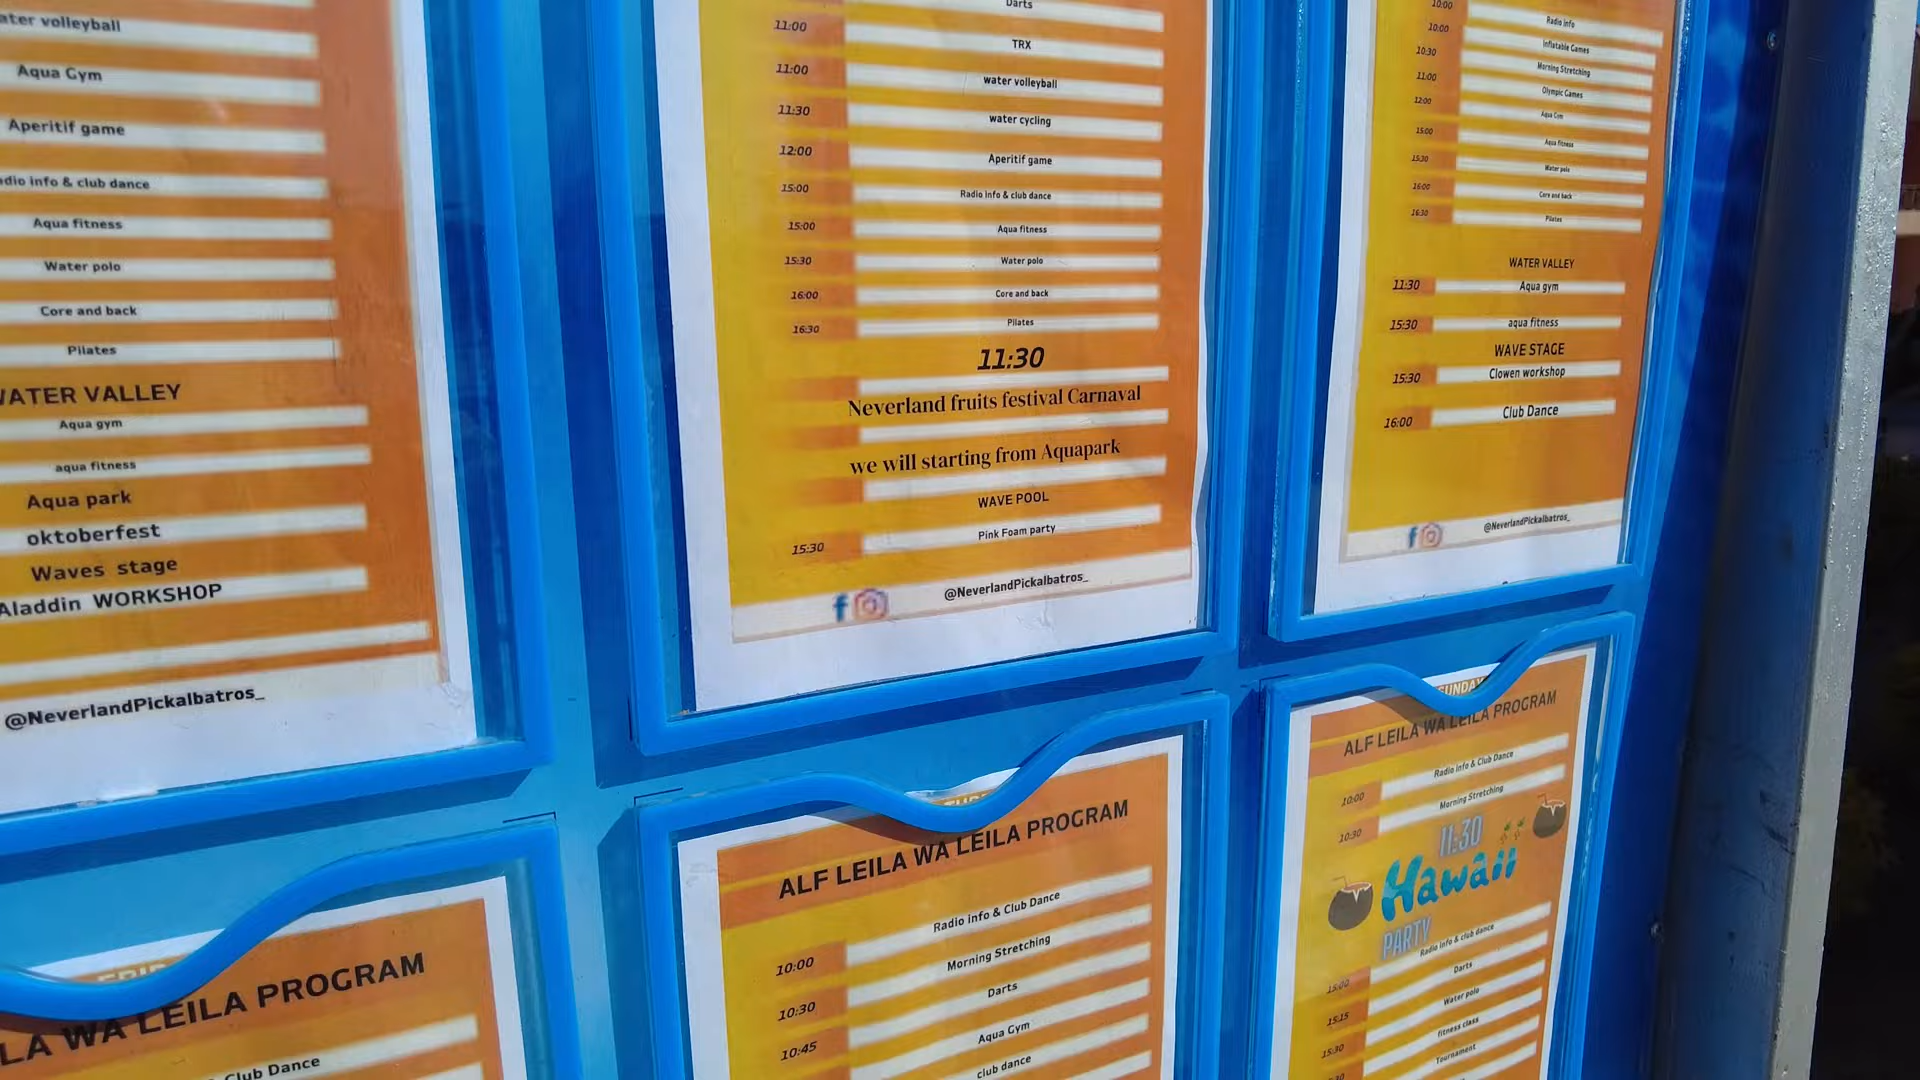 water volleyball
Aqua Gym
Aperitif game
radio info & club dance
Aqua fitness
Water polo
Core and back
Pilates
WATER VALLEY
Aqua gym
aqua fitness
Aqua park
oktoberfest
Waves stage
Aladdin WORKSHOP
@NeverlandPickalbatros_
Darts
11:00
TRX
11:00
water volleyball
11:30
water cycling
12:00
Aperitif game
15:00
Radio info & club dance
15:00
Aqua fitness
15:30
Water polo
16:00
Core and back
16:30
Pilates
11:30
Neverland fruits festival Carnaval
we will starting from Aquapark
WAVE POOL
15:30
Pink Foam party
@NeverlandPickalbatros_
10:00
Radio info
10:00
Inflatable Games
10:30
Morning Stretching
11:00
Olympic Games
12:00
Aqua Gym
15:00
Aqua fitness
15:30
Water polo
16:00
Core and back
16:30
Pilates
WATER VALLEY
11:30
Aqua gym
15:30
aqua fitness
WAVE STAGE
15:30
Clowen workshop
16:00
Club Dance
@NeverlandPickalbatros_
LA WA LEILA PROGRAM
Club Dance
ALF LEILA WA LEILA PROGRAM
Radio info & Club Dance
10:00
Morning Stretching
10:30
Darts
10:45
Aqua Gym
club dance
SUNDAY
ALF LEILA WA LEILA PROGRAM
Radio info & Club Dance
10:00
Morning Stretching
10:30
11:30
Hawaii
PARTY
Radio info & club dance
15:00
Darts
15:15
Water polo
15:30
fitness class
Tournament